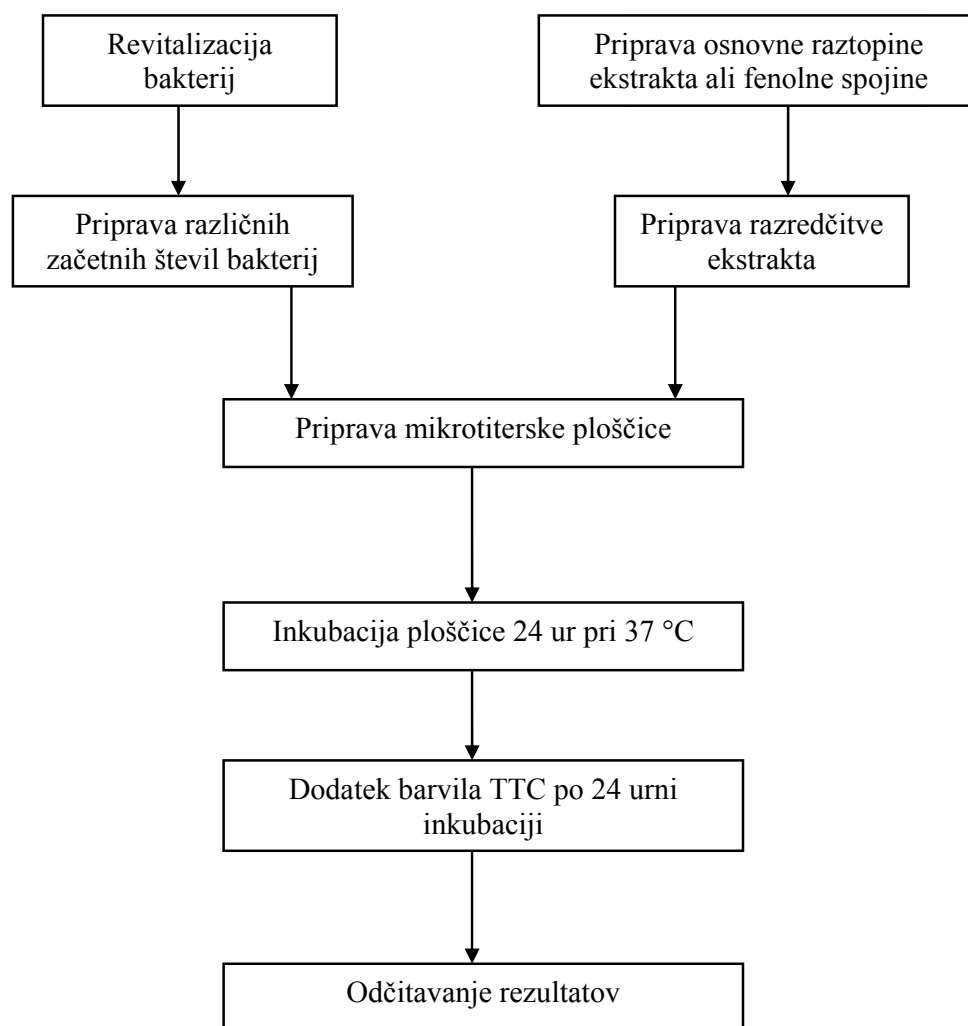 Revitalizacija
bakterij
Priprava osnovne raztopine
ekstrakta ali fenolne spojine
Priprava različnih
začetnih števil bakterij
Priprava razredčitve
ekstrakta
Priprava mikrotiterske ploščice
Inkubacija ploščice 24 ur pri 37 °C
Dodatek barvila TTC po 24 urni
inkubaciji
Odčitavanje rezultatov